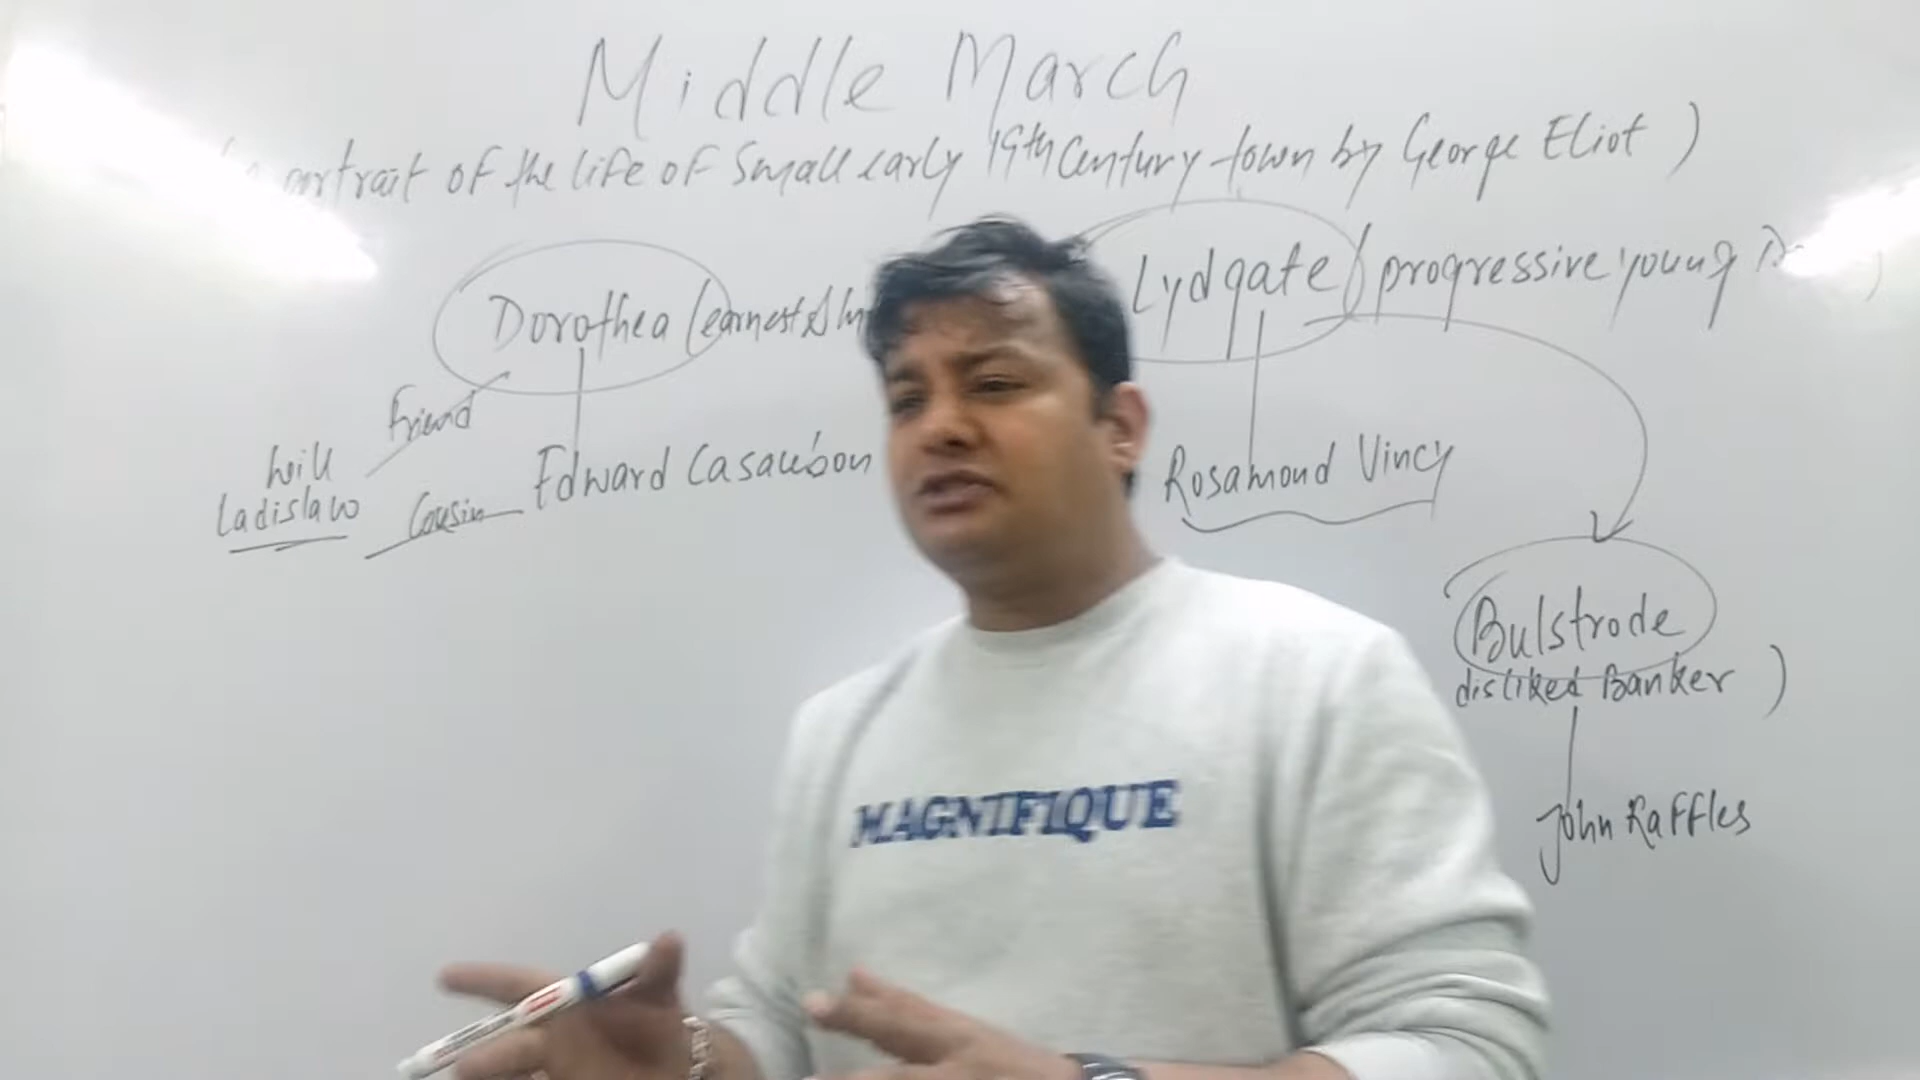 Middle March
portrait of the life of small early 19th Century town by George Eliot )
Dorothea (earnest &
Lydgate ( progressive young
Friend
Will
Ladislaw
Cousin
Edward Casaubon
Rosamond Vincy
Bulstrode
disliked Banker )
John Raffles
MAGNIFIQUE